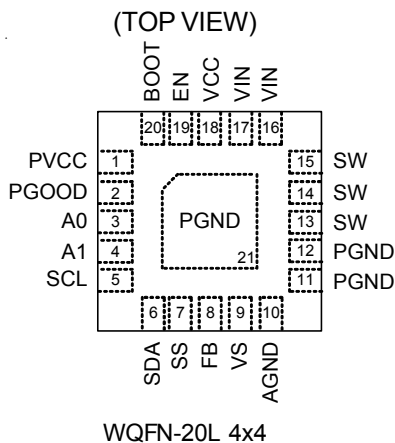 (TOP VIEW)
BOOT EN VCC VIN VIN
20 19 18 17 16
PVCC 1 15 SW
PGOOD 2 14 SW
A0 3 13 SW
A1 4 12 PGND
SCL 5 11 PGND
PGND
21
6 7 8 9 10
SDA SS FB VS AGND
WQFN-20L 4x4